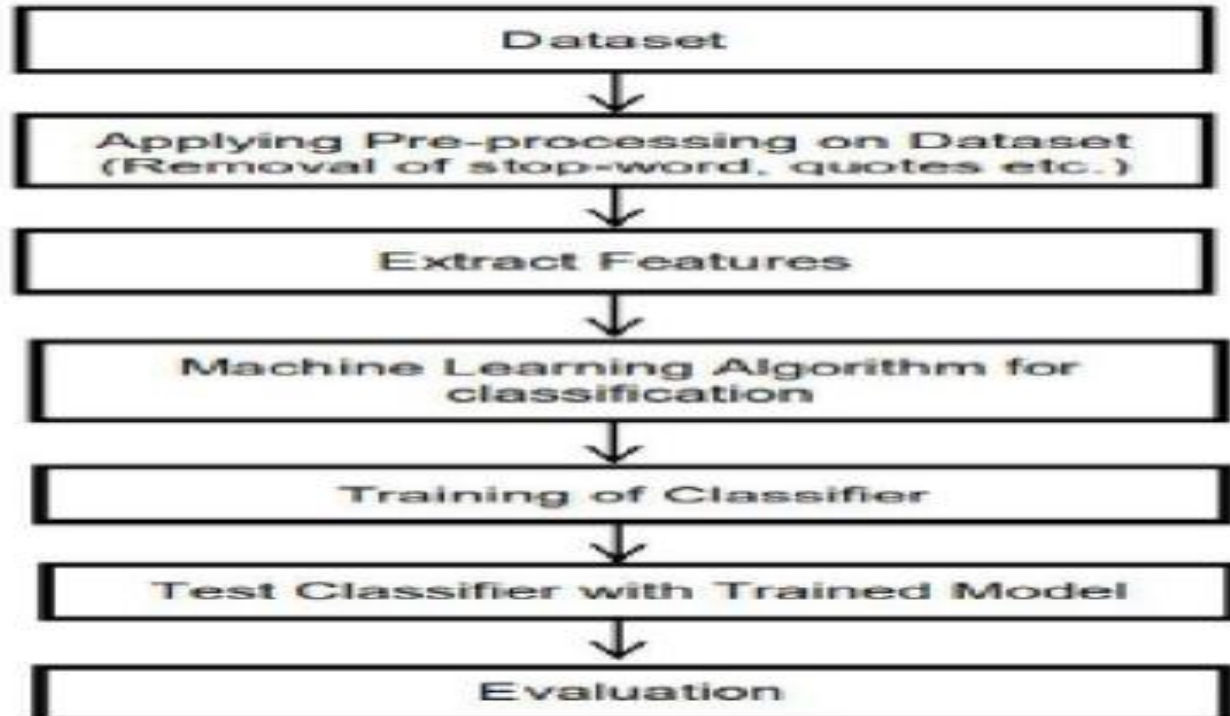 Dataset
Applying Pre-processing on Dataset
(Removal of stop-word, quotes etc.)
Extract Features
Machine Learning Algorithm for
classification
Training of Classifier
Test Classifier with Trained Model
Evaluation